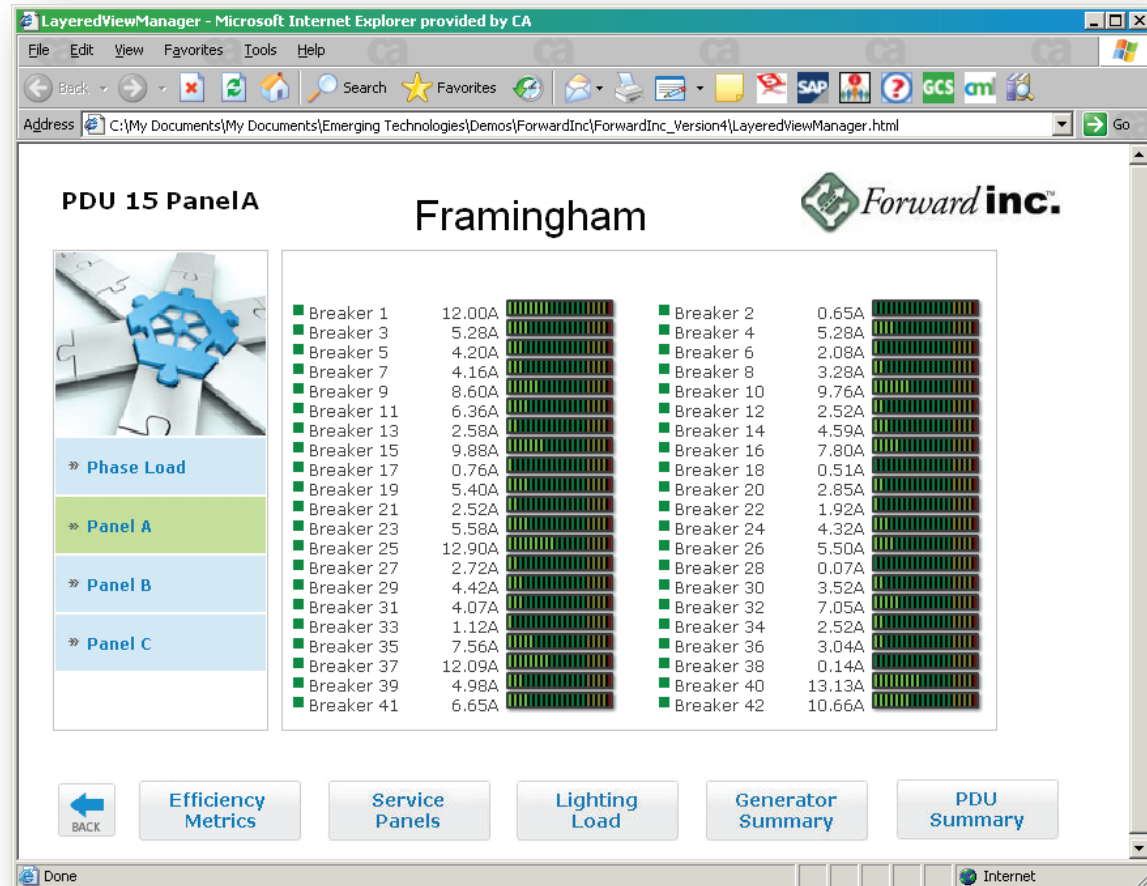 LayeredViewManager - Microsoft Internet Explorer provided by CA
File Edit View Favorites Tools Help
Back Search Favorites SAP GCS cmi
Address C:\My Documents\My Documents\Emerging Technologies\Demos\ForwardInc\ForwardInc_Version4\LayeredViewManager.html Go
PDU 15 PanelA
Framingham
Forward inc.™
Phase Load
Panel A
Panel B
Panel C
Breaker 1 12.00A Breaker 2 0.65A
Breaker 3 5.28A Breaker 4 5.28A
Breaker 5 4.20A Breaker 6 2.08A
Breaker 7 4.16A Breaker 8 3.28A
Breaker 9 8.60A Breaker 10 9.76A
Breaker 11 6.36A Breaker 12 2.52A
Breaker 13 2.58A Breaker 14 4.59A
Breaker 15 9.88A Breaker 16 7.80A
Breaker 17 0.76A Breaker 18 0.51A
Breaker 19 5.40A Breaker 20 2.85A
Breaker 21 2.52A Breaker 22 1.92A
Breaker 23 5.58A Breaker 24 4.32A
Breaker 25 12.90A Breaker 26 5.50A
Breaker 27 2.72A Breaker 28 0.07A
Breaker 29 4.42A Breaker 30 3.52A
Breaker 31 4.07A Breaker 32 7.05A
Breaker 33 1.12A Breaker 34 2.52A
Breaker 35 7.56A Breaker 36 3.04A
Breaker 37 12.09A Breaker 38 0.14A
Breaker 39 4.98A Breaker 40 13.13A
Breaker 41 6.65A Breaker 42 10.66A
BACK
Efficiency
Metrics
Service
Panels
Lighting
Load
Generator
Summary
PDU
Summary
Done Internet